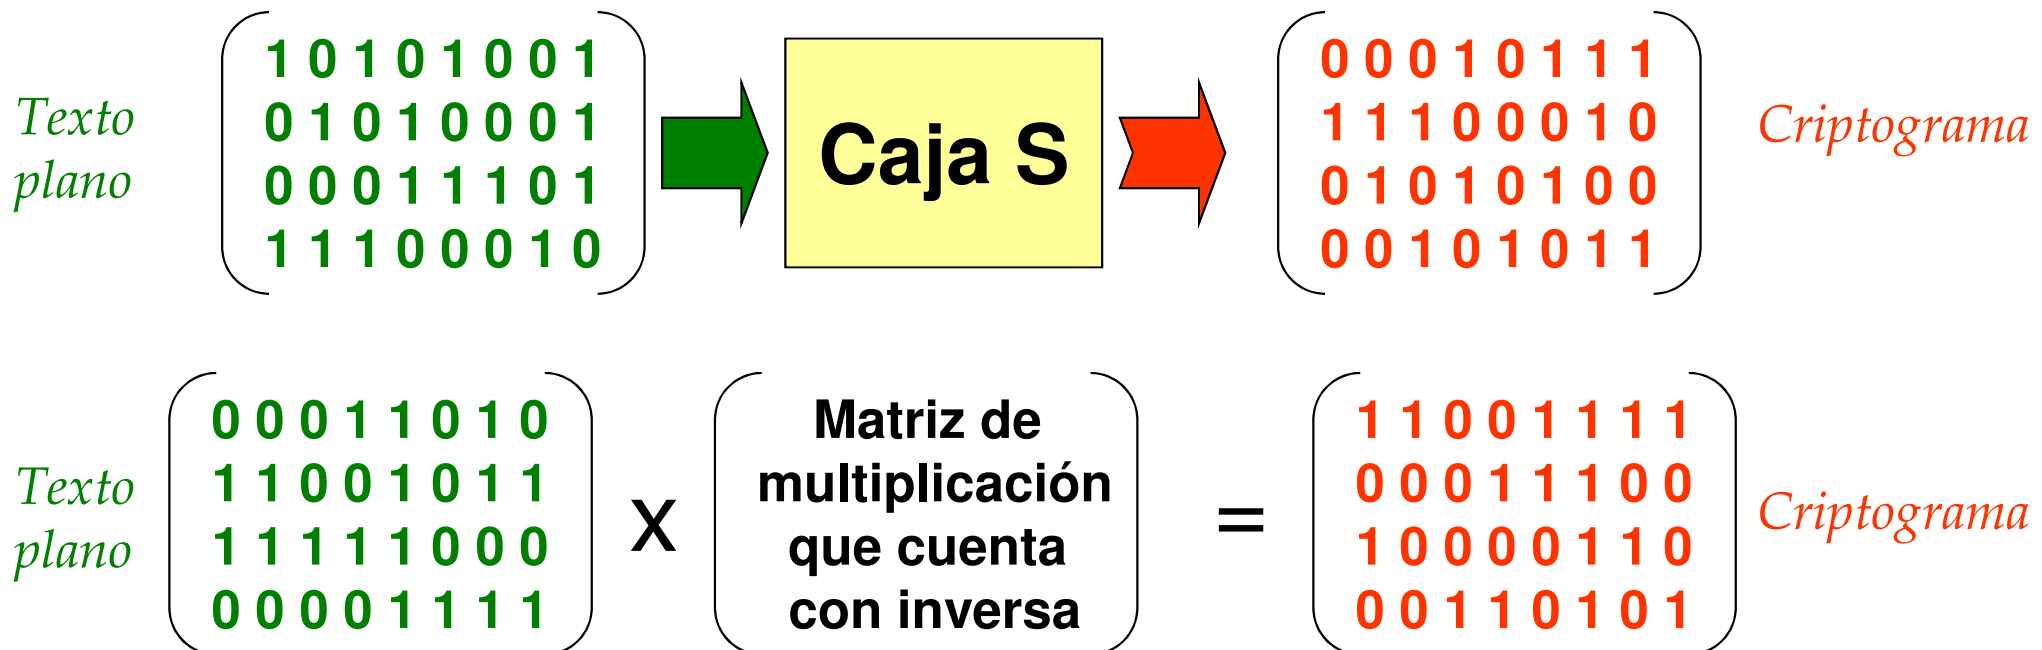 Texto
plano
1 0 1 0 1 0 0 1
0 1 0 1 0 0 0 1
0 0 0 1 1 1 0 1
1 1 1 0 0 0 1 0
Caja S
0 0 0 1 0 1 1 1
1 1 1 0 0 0 1 0
0 1 0 1 0 1 0 0
0 0 1 0 1 0 1 1
Criptograma
Texto
plano
0 0 0 1 1 0 1 0
1 1 0 0 1 0 1 1
1 1 1 1 1 0 0 0
0 0 0 0 1 1 1 1
x
Matriz de
multiplicación
que cuenta
con inversa
=
1 1 0 0 1 1 1 1
0 0 0 1 1 1 0 0
1 0 0 0 0 1 1 0
0 0 1 1 0 1 0 1
Criptograma